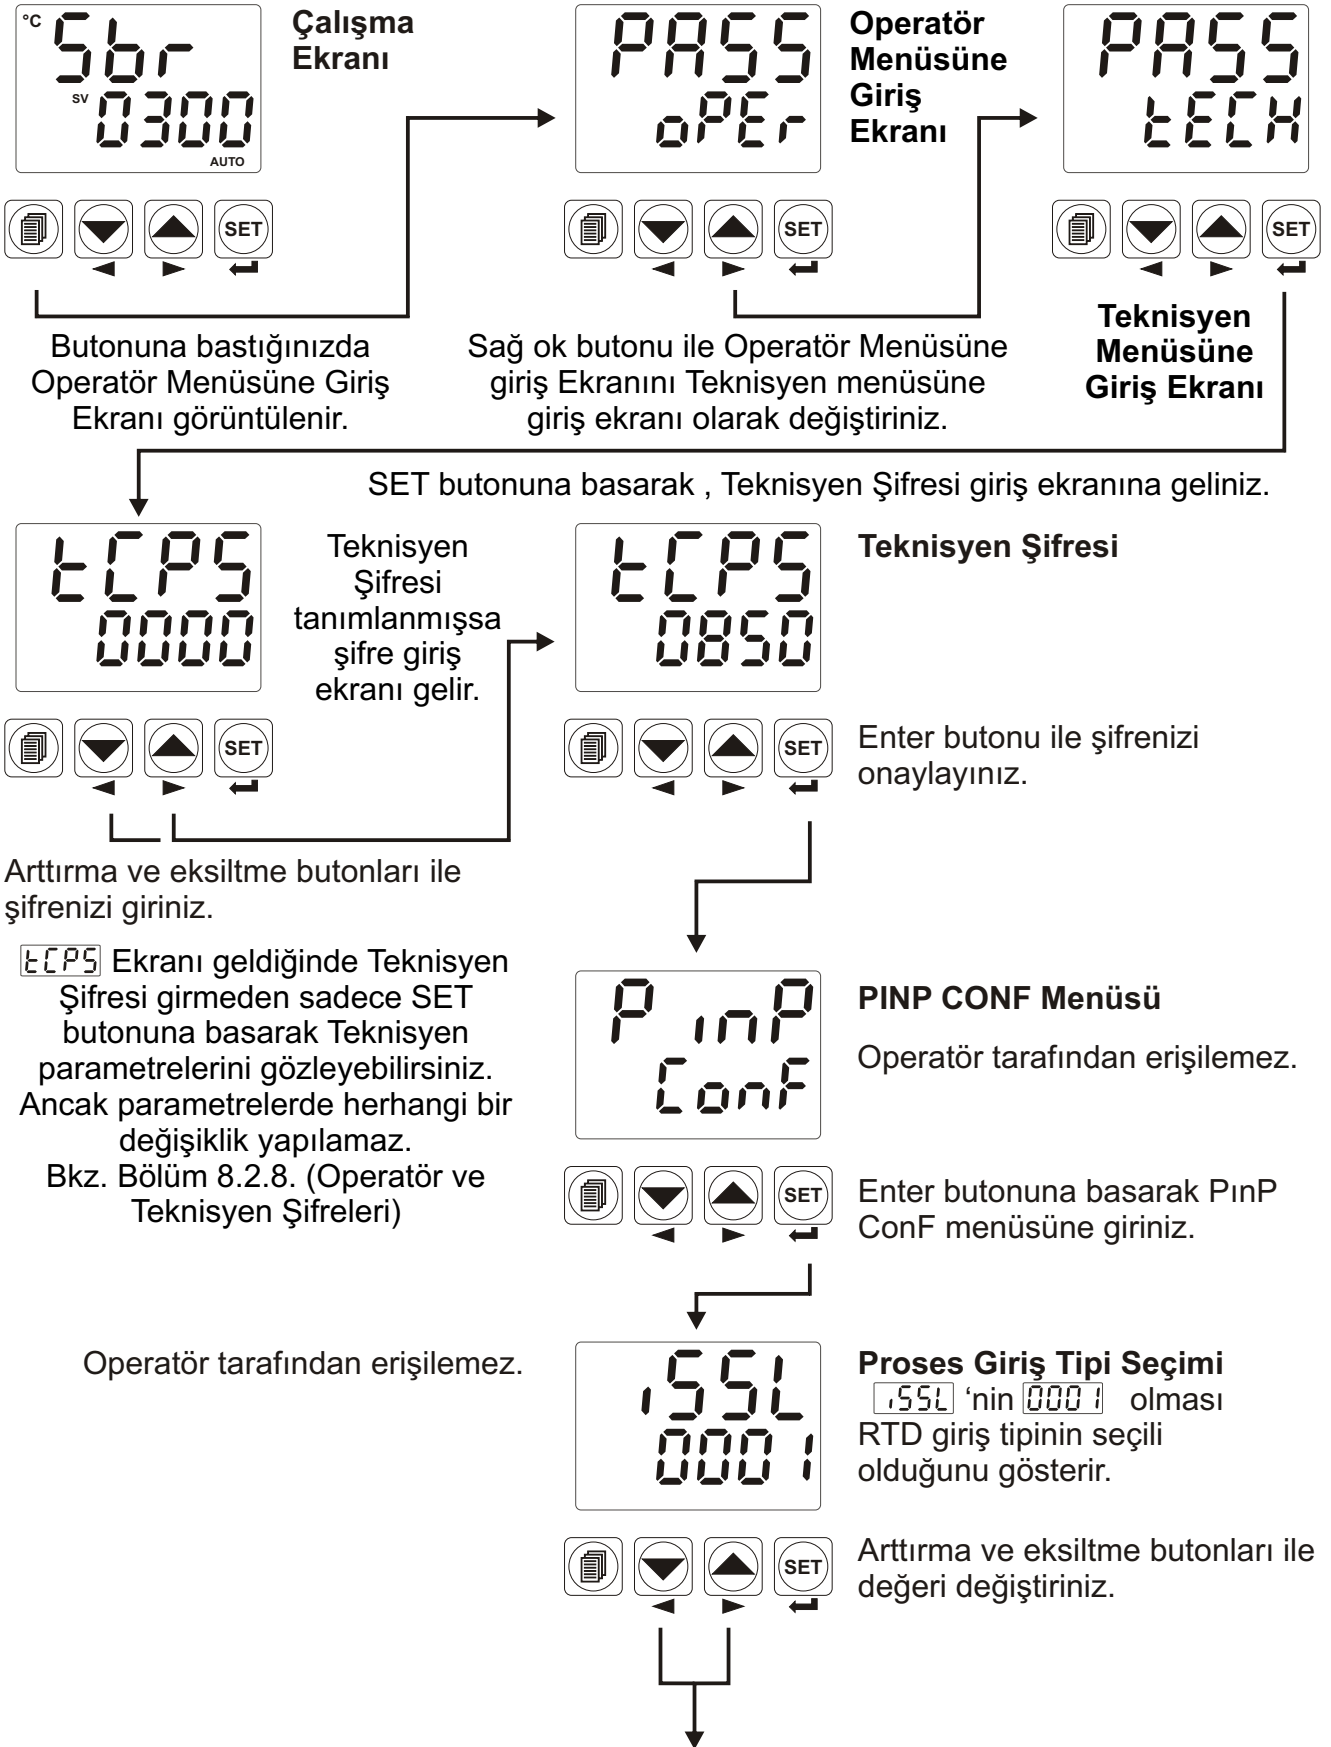 °C
Sbr
SV 0300
AUTO
Çalışma
Ekranı
PASS
oPEr
Operatör
Menüsüne
Giriş
Ekranı
PASS
tECH
SET
SET
SET
Butonuna bastığınızda
Operatör Menüsüne Giriş
Ekranı görüntülenir.
Sağ ok butonu ile Operatör Menüsüne
giriş Ekranını Teknisyen menüsüne
giriş ekranı olarak değiştiriniz.
Teknisyen
Menüsüne
Giriş Ekranı
SET butonuna basarak , Teknisyen Şifresi giriş ekranına geliniz.
tCPS
0000
Teknisyen
Şifresi
tanımlanmışsa
şifre giriş
ekranı gelir.
tCPS
0850
Teknisyen Şifresi
SET
SET
Enter butonu ile şifrenizi
onaylayınız.
Arttırma ve eksiltme butonları ile
şifrenizi giriniz.
tCPS Ekranı geldiğinde Teknisyen
Şifresi girmeden sadece SET
butonuna basarak Teknisyen
parametrelerini gözleyebilirsiniz.
Ancak parametrelerde herhangi bir
değişiklik yapılamaz.
Bkz. Bölüm 8.2.8. (Operatör ve
Teknisyen Şifreleri)
PınP
ConF
PINP CONF Menüsü
Operatör tarafından erişilemez.
SET
Enter butonuna basarak PınP
ConF menüsüne giriniz.
Operatör tarafından erişilemez.
ıSSL
0001
Proses Giriş Tipi Seçimi
ıSSL ‘nin 0001 olması
RTD giriş tipinin seçili
olduğunu gösterir.
SET
Arttırma ve eksiltme butonları ile
değeri değiştiriniz.